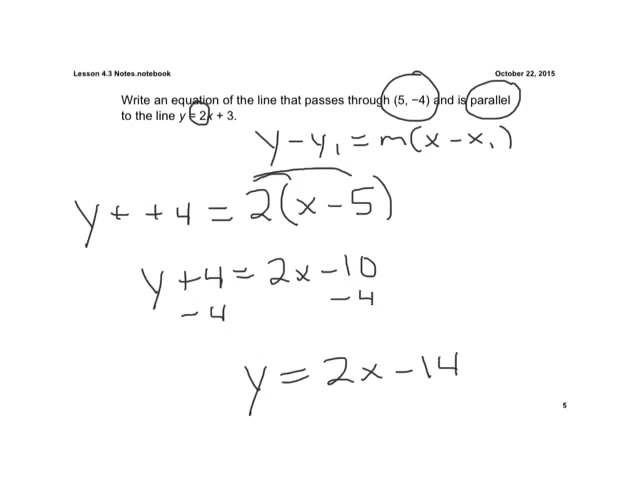 Lesson 4.3 Notes.notebook October 22, 2015
Write an equation of the line that passes through (5, −4) and is parallel
to the line y = 2x + 3.
y − y₁ = m(x − x₁)
y + + 4 = 2(x − 5)
y + 4 = 2x − 10
− 4 − 4
y = 2x − 14
5